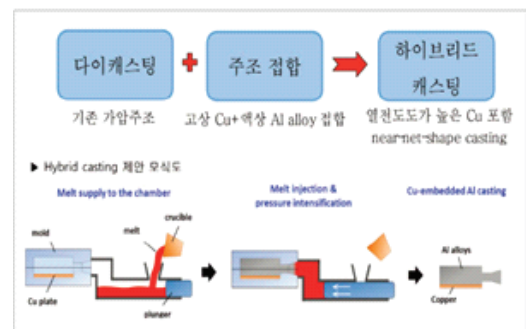 다이캐스팅
주조 접합
하이브리드
캐스팅
기존 가압주조
고상 Cu+액상 Al alloy 접합
열전도도가 높은 Cu 포함
near-net-shape casting
▶ Hybrid casting 제안 모식도
Melt supply to the chamber
Melt injection &
pressure intensification
Cu-embedded Al casting
crucible
melt
mold
Cu plate
plunger
Al alloys
Copper